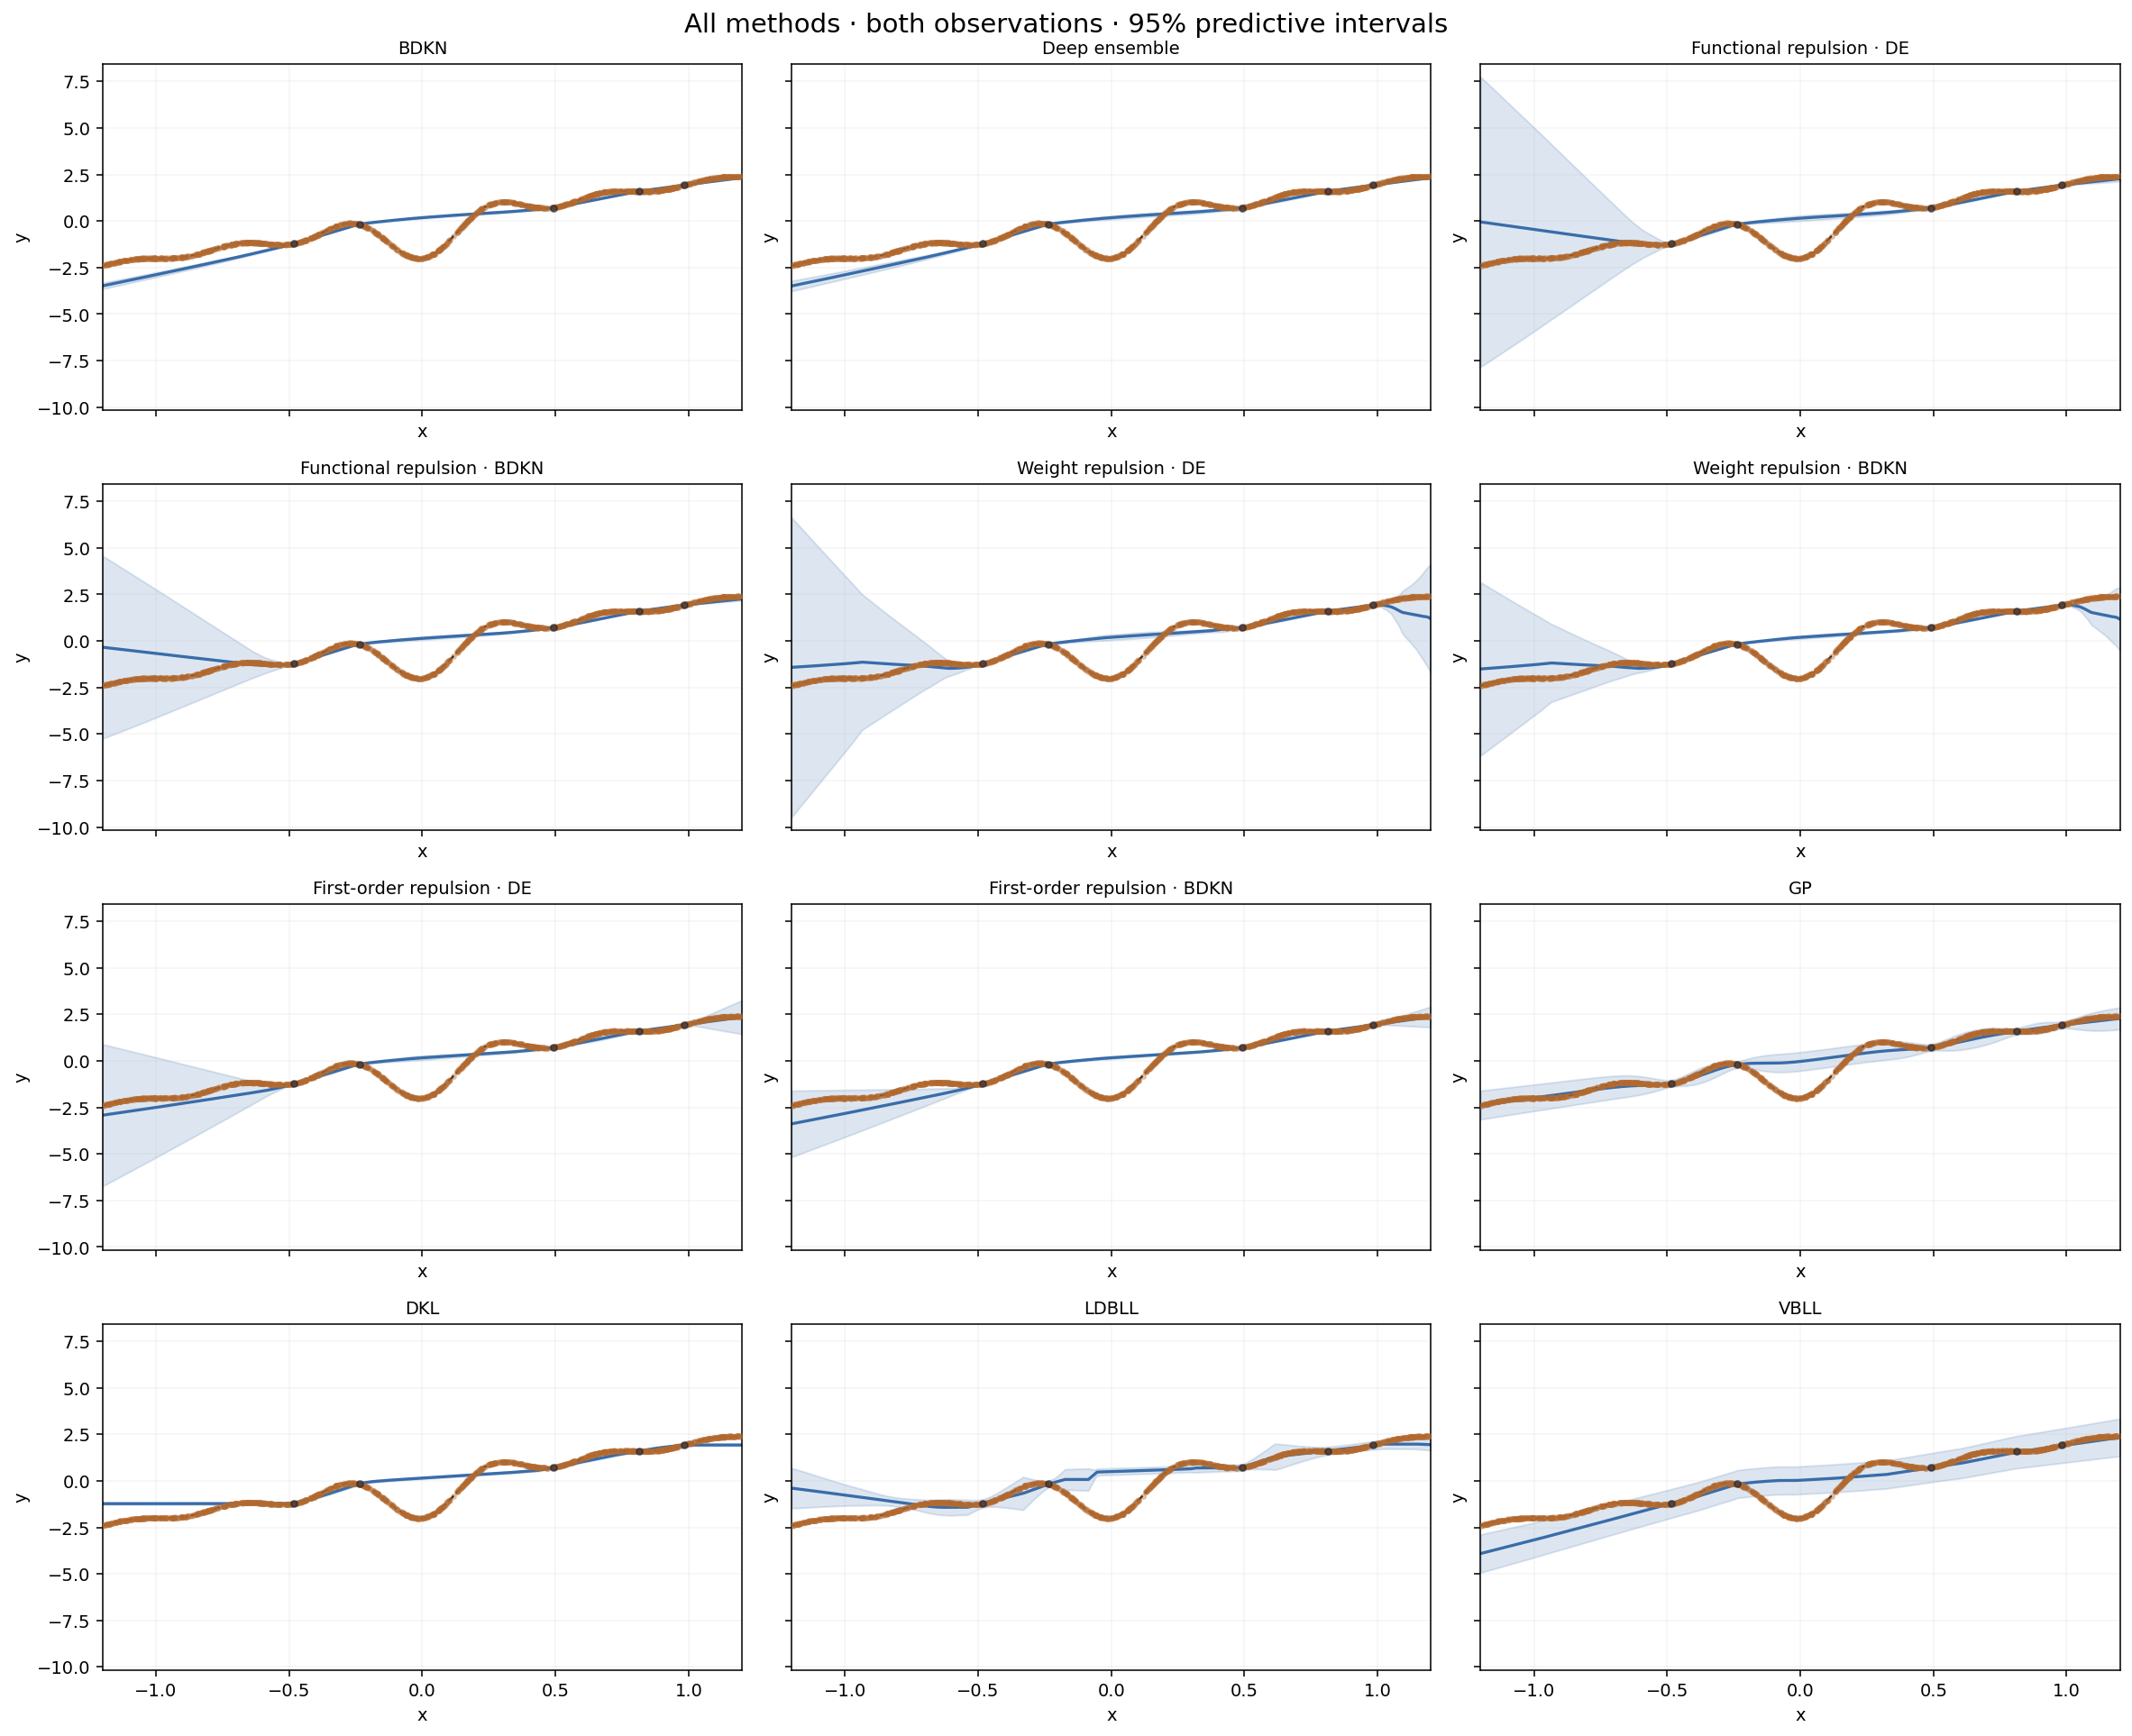 All methods · both observations · 95% predictive intervals
BDKN
Deep ensemble
Functional repulsion · DE
7.5
5.0
2.5
0.0
−2.5
−5.0
−7.5
−10.0
y
y
y
x
x
x
Functional repulsion · BDKN
Weight repulsion · DE
Weight repulsion · BDKN
7.5
5.0
2.5
0.0
−2.5
−5.0
−7.5
−10.0
y
y
y
x
x
x
First-order repulsion · DE
First-order repulsion · BDKN
GP
7.5
5.0
2.5
0.0
−2.5
−5.0
−7.5
−10.0
y
y
y
x
x
x
DKL
LDBLL
VBLL
7.5
5.0
2.5
0.0
−2.5
−5.0
−7.5
−10.0
y
y
y
−1.0 −0.5 0.0 0.5 1.0
−1.0 −0.5 0.0 0.5 1.0
−1.0 −0.5 0.0 0.5 1.0
x
x
x